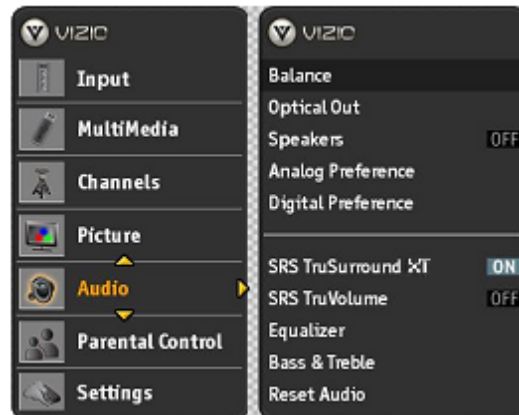 V VIZIO
Input
MultiMedia
Channels
Picture
Audio
Parental Control
Settings
V VIZIO
Balance
Optical Out
Speakers OFF
Analog Preference
Digital Preference
SRS TruSurround XT ON
SRS TruVolume OFF
Equalizer
Bass & Treble
Reset Audio